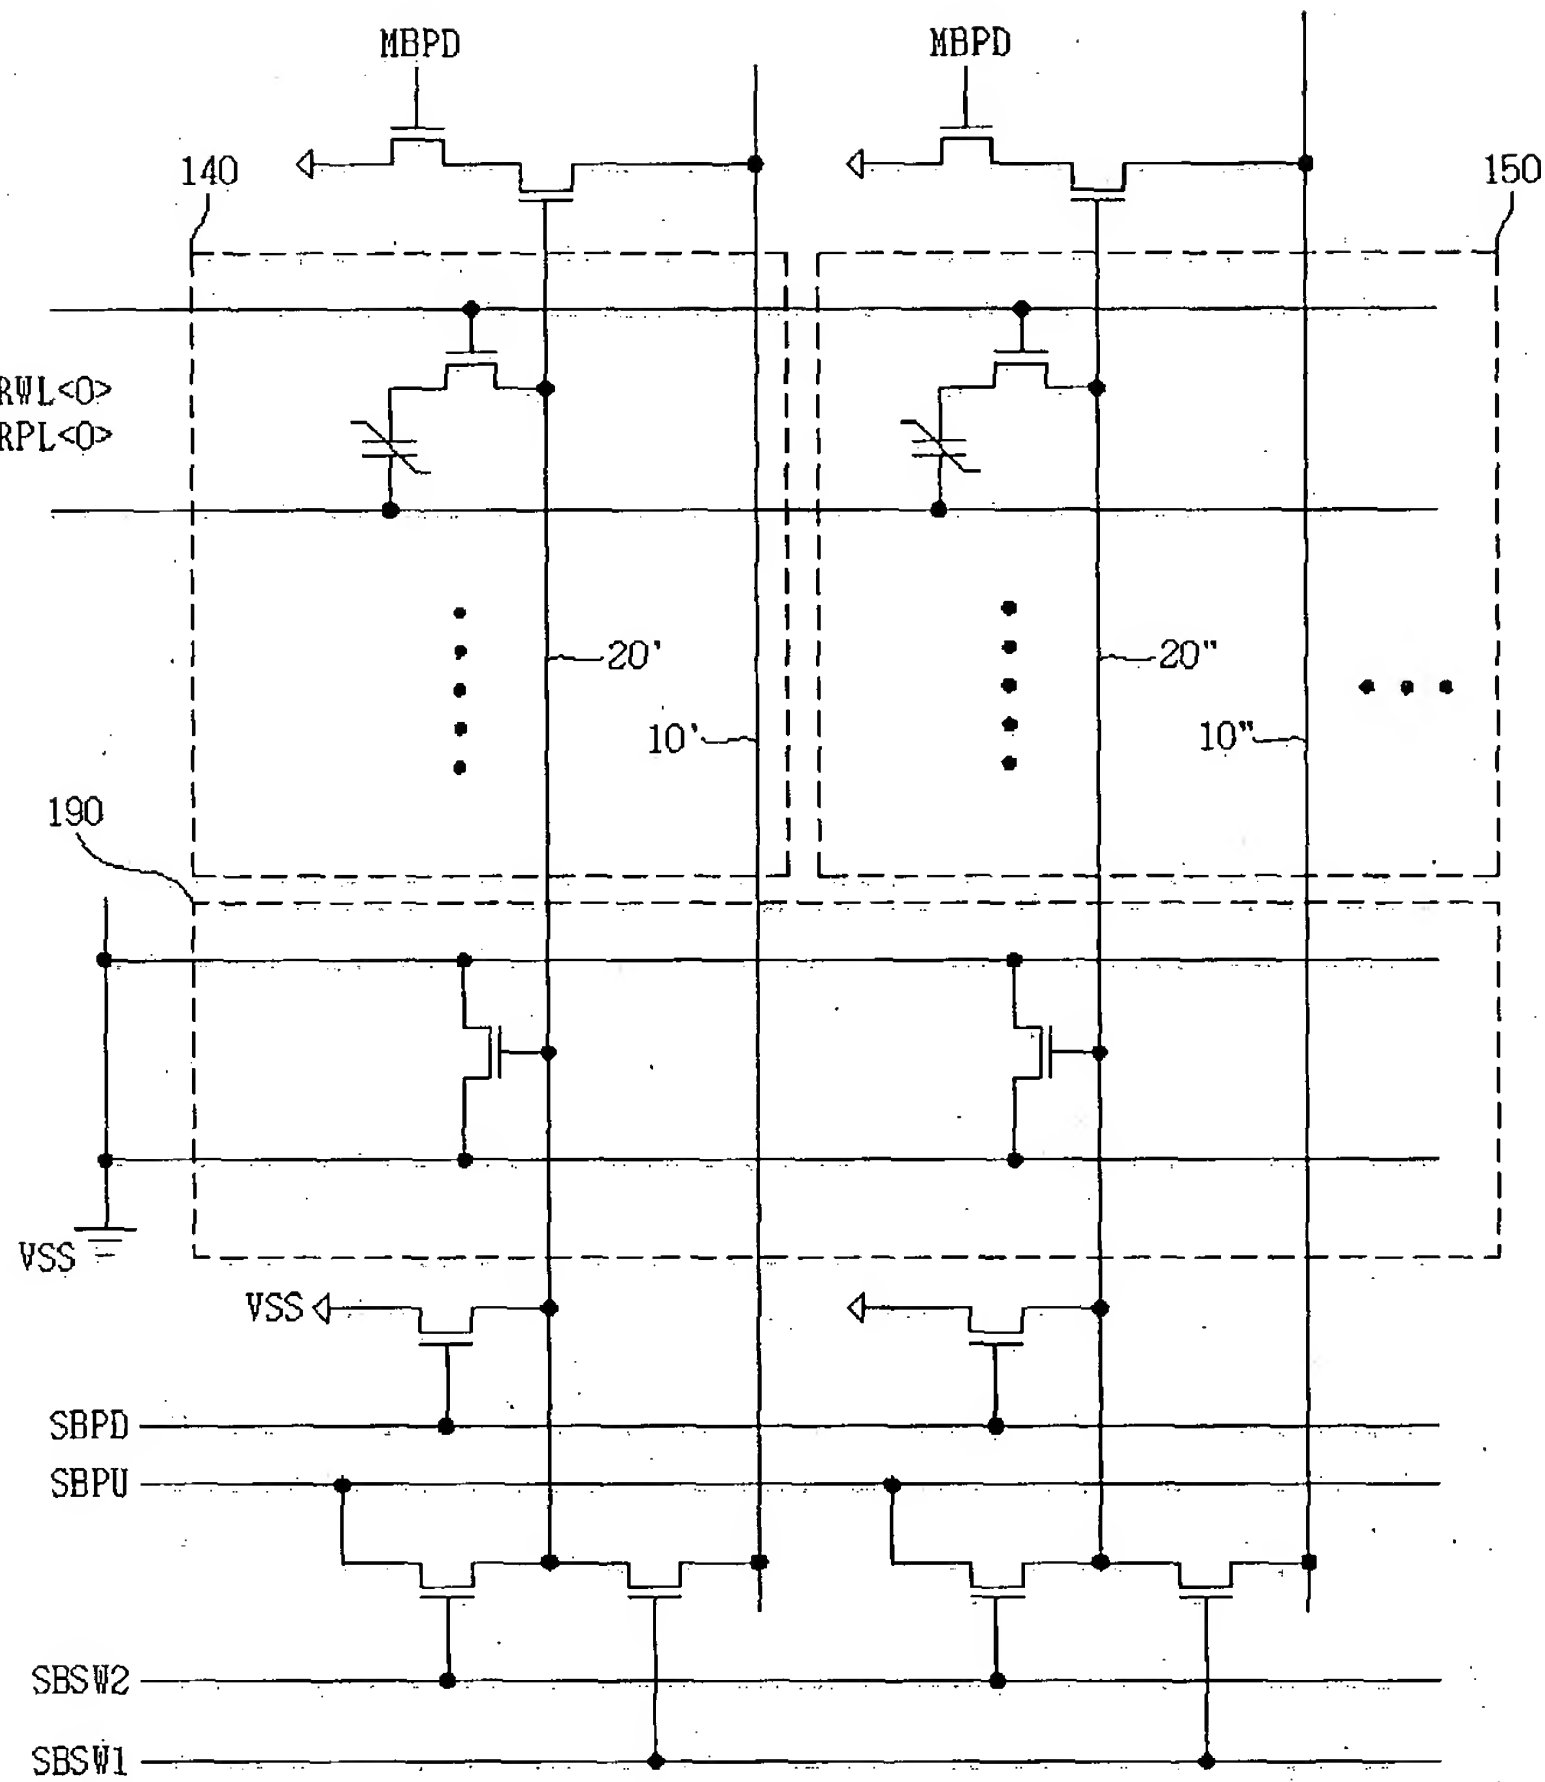 MBPD MBPD
140 150
RWL<0>
RPL<0>
20' 20"
10' 10"
190
VSS
VSS
SBPD
SBPU
SBSW2
SBSW1